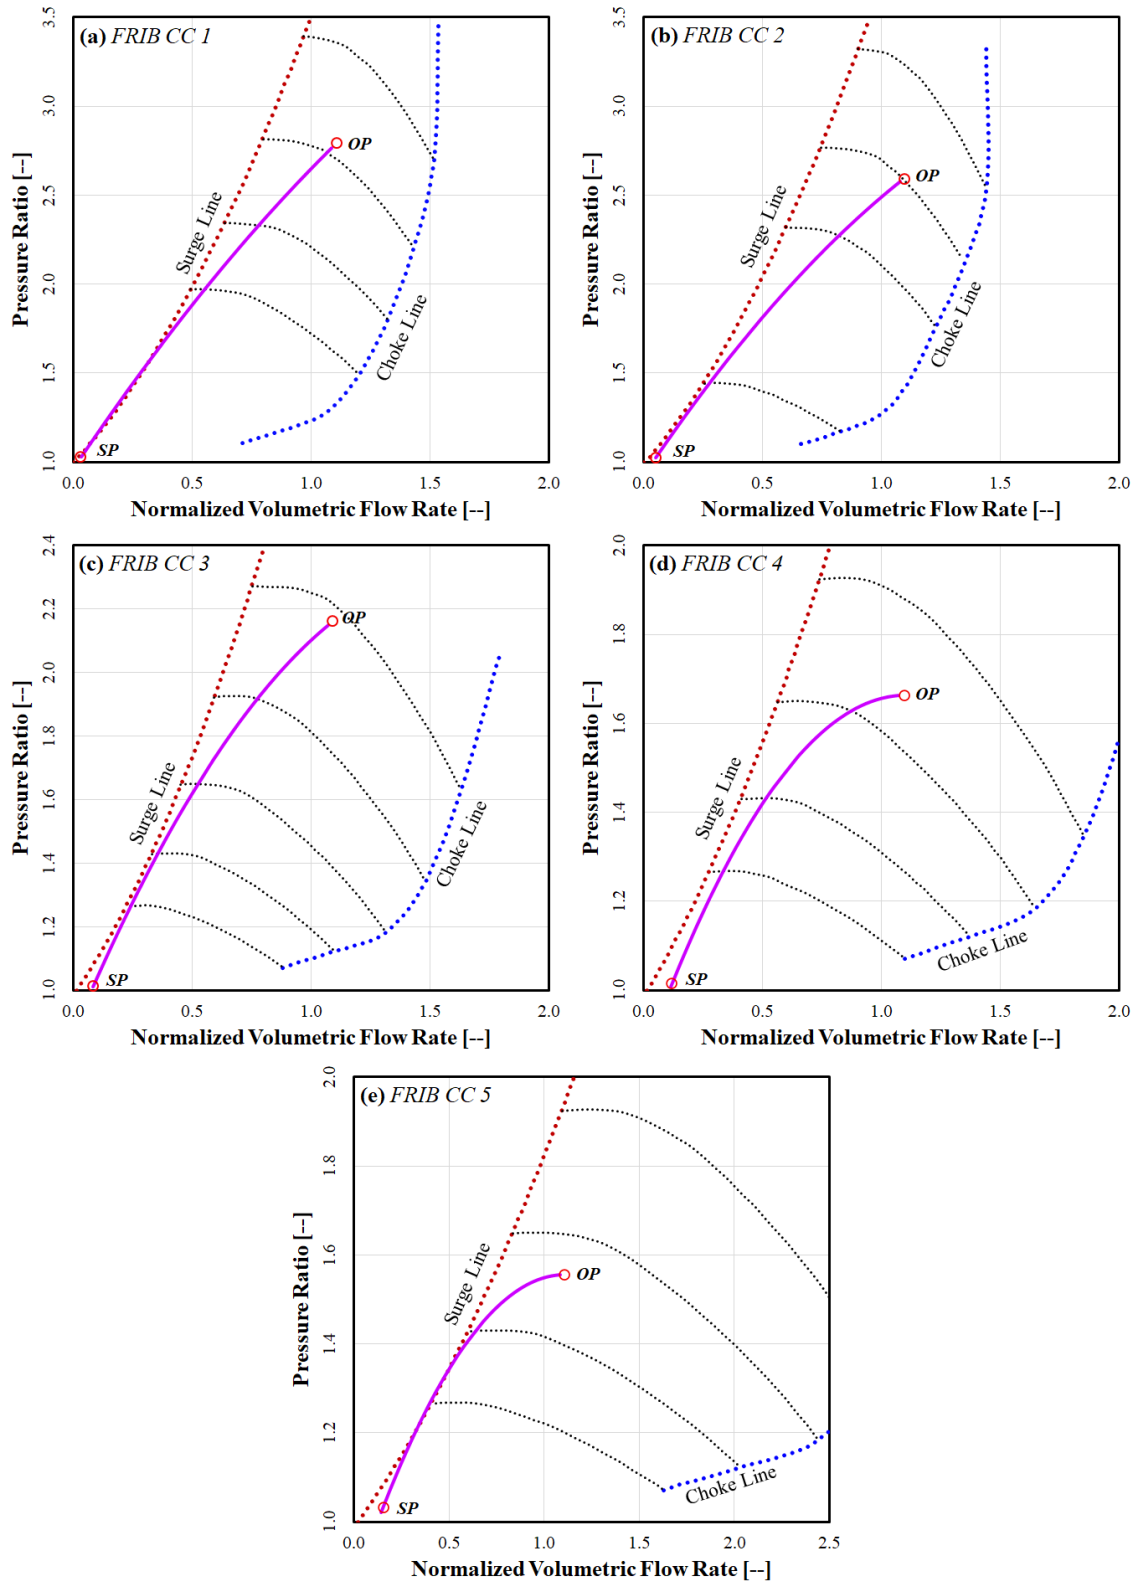 (a) FRIB CC 1
Pressure Ratio [--]
3.5
3.0
2.5
2.0
1.5
1.0
Surge Line
Choke Line
OP
SP
0.0 0.5 1.0 1.5 2.0
Normalized Volumetric Flow Rate [--]
(b) FRIB CC 2
Pressure Ratio [--]
3.5
3.0
2.5
2.0
1.5
1.0
Surge Line
Choke Line
OP
SP
0.0 0.5 1.0 1.5 2.0
Normalized Volumetric Flow Rate [--]
(c) FRIB CC 3
Pressure Ratio [--]
2.4
2.2
2.0
1.8
1.6
1.4
1.2
1.0
Surge Line
Choke Line
OP
SP
0.0 0.5 1.0 1.5 2.0
Normalized Volumetric Flow Rate [--]
(d) FRIB CC 4
Pressure Ratio [--]
2.0
1.8
1.6
1.4
1.2
1.0
Surge Line
Choke Line
OP
SP
0.0 0.5 1.0 1.5 2.0
Normalized Volumetric Flow Rate [--]
(e) FRIB CC 5
Pressure Ratio [--]
2.0
1.8
1.6
1.4
1.2
1.0
Surge Line
Choke Line
OP
SP
0.0 0.5 1.0 1.5 2.0 2.5
Normalized Volumetric Flow Rate [--]